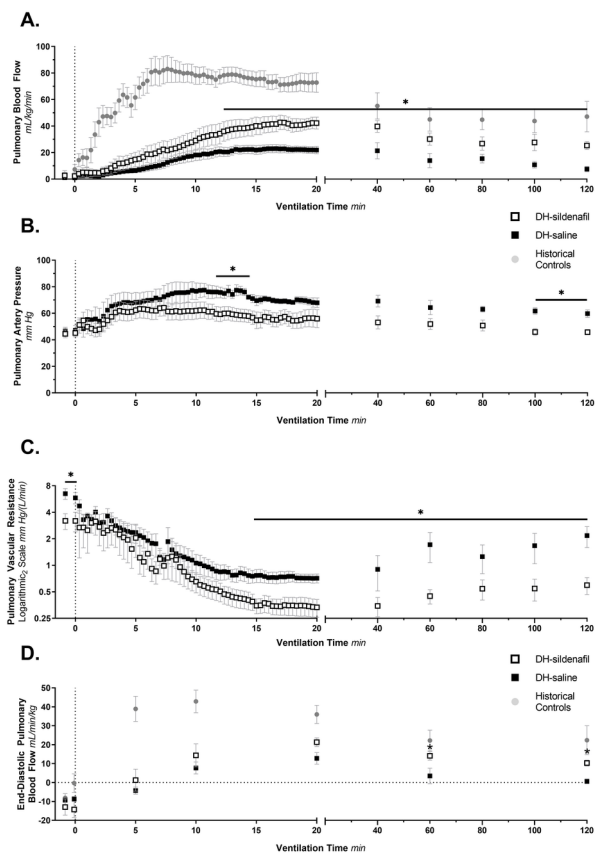 A.
Pulmonary Blood Flow
mL/kg/min
100
80
60
40
20
0
*
0 5 10 15 20 40 60 80 100 120
Ventilation Time min
B.
DH-sildenafil
DH-saline
Historical
Controls
Pulmonary Artery Pressure
mm Hg
100
80
60
40
20
0
*
*
0 5 10 15 20 40 60 80 100 120
Ventilation Time min
C.
Pulmonary Vascular Resistance
Logarithmic2 Scale mm Hg/(L/min)
8
4
2
1
0.5
0.25
*
*
0 5 10 15 20 40 60 80 100 120
Ventilation Time min
D.
DH-sildenafil
DH-saline
Historical
Controls
End-Diastolic Pulmonary
Blood Flow mL/min/kg
50
40
30
20
10
0
-10
-20
*
*
0 5 10 15 20 40 60 80 100 120
Ventilation Time min